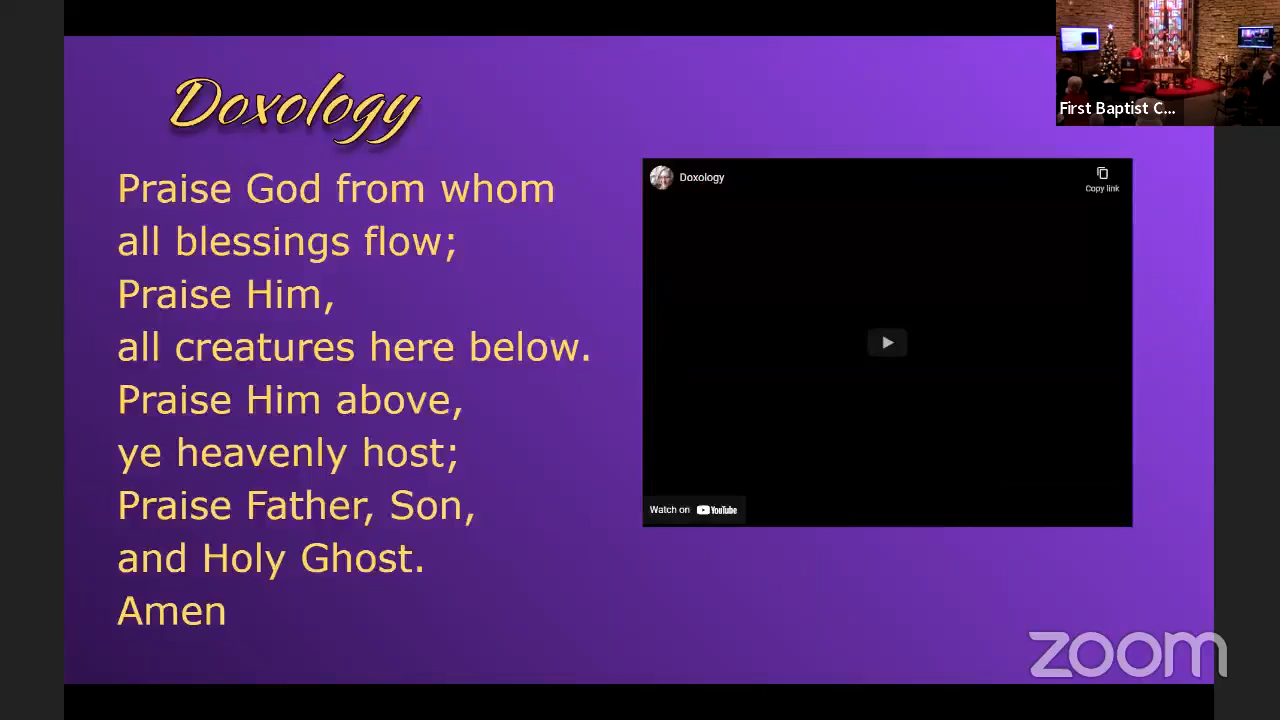 Doxology
Praise God from whom
all blessings flow;
Praise Him,
all creatures here below.
Praise Him above,
ye heavenly host;
Praise Father, Son,
and Holy Ghost.
Amen
First Baptist C...
Doxology
Copy link
Watch on YouTube
zoom